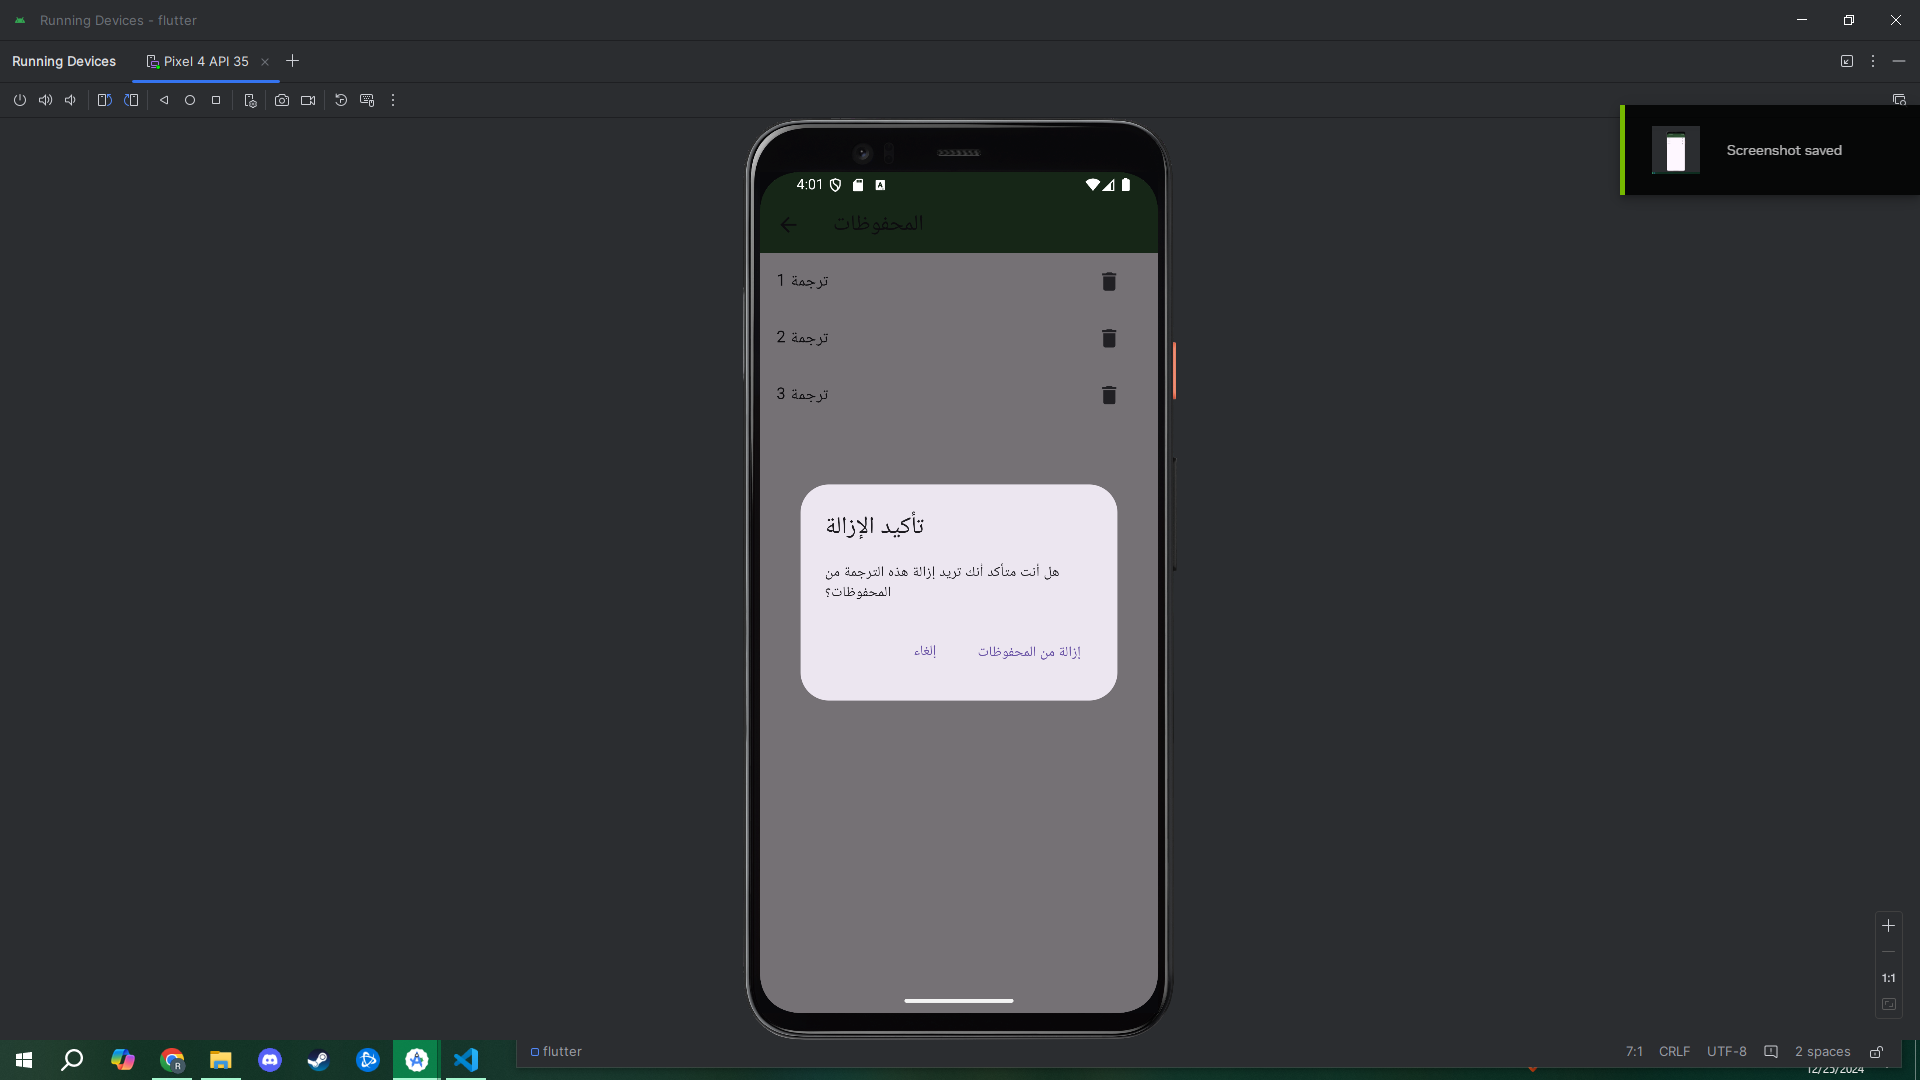 Running Devices - flutter
Running Devices
Pixel 4 API 35
Screenshot saved
4:01
المحفوظات
ترجمة 1
ترجمة 2
ترجمة 3
تأكيد الإزالة
هل أنت متأكد أنك تريد إزالة هذه الترجمة من
المحفوظات؟
إلغاء
إزالة من المحفوظات
1:1
flutter
7:1
CRLF
UTF-8
2 spaces
12/25/2024